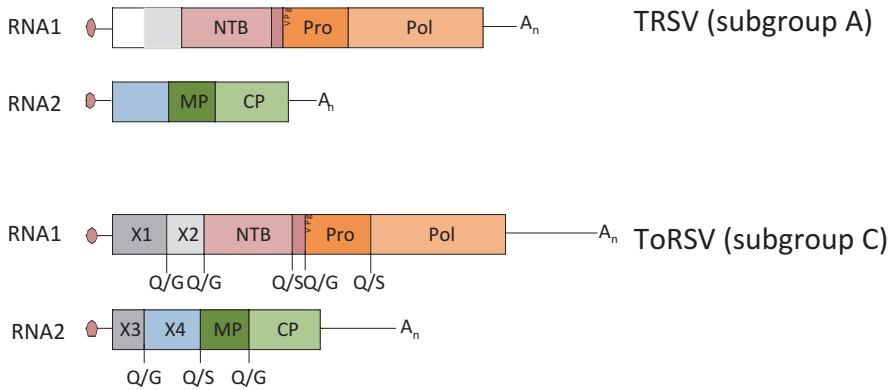 RNA1 NTB VPg Pro Pol An TRSV (subgroup A)
RNA2 MP CP An
RNA1 X1 X2 NTB VPg Pro Pol An ToRSV (subgroup C)
Q/G Q/G Q/S Q/G Q/S
RNA2 X3 X4 MP CP An
Q/G Q/S Q/G